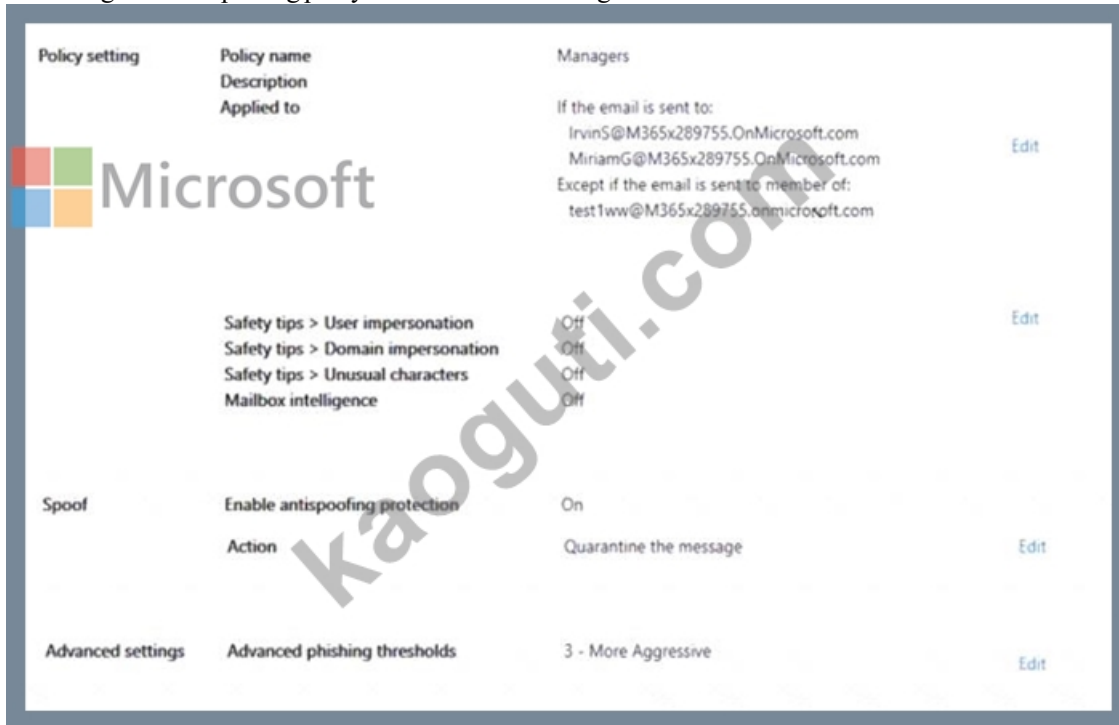 Policy setting Policy name Managers
Description
Applied to If the email is sent to:
IrvinS@M365x289755.OnMicrosoft.com
Edit
MiriamG@M365x289755.OnMicrosoft.com
Except if the email is sent to member of:
test1ww@M365x289755.onmicrosoft.com
Microsoft
Safety tips > User impersonation Off Edit
Safety tips > Domain impersonation Off
Safety tips > Unusual characters Off
Mailbox intelligence Off
Spoof Enable antispoofing protection On
Action Quarantine the message Edit
Advanced settings Advanced phishing thresholds 3 - More Aggressive Edit
kaoguti.com